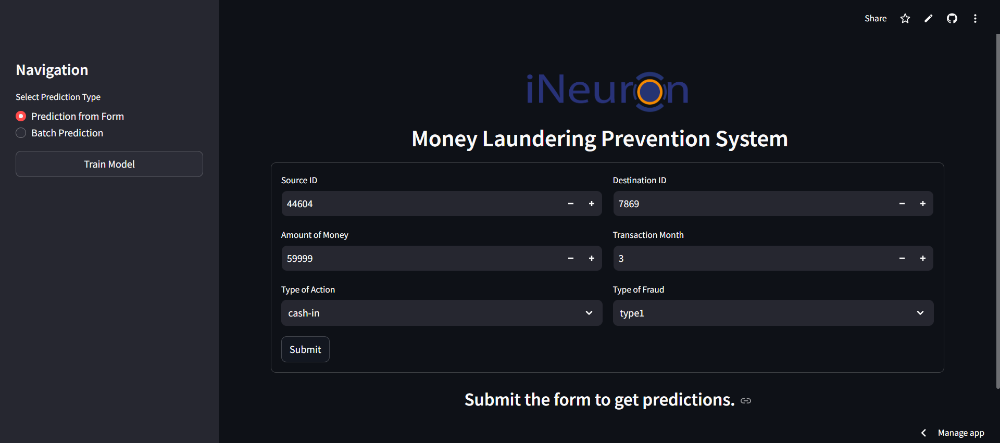 Share
Navigation
Select Prediction Type
Prediction from Form
Batch Prediction
Train Model
iNeuron
Money Laundering Prevention System
Source ID
Destination ID
44604
7869
Amount of Money
Transaction Month
59999
3
Type of Action
Type of Fraud
cash-in
type1
Submit
Submit the form to get predictions.
Manage app